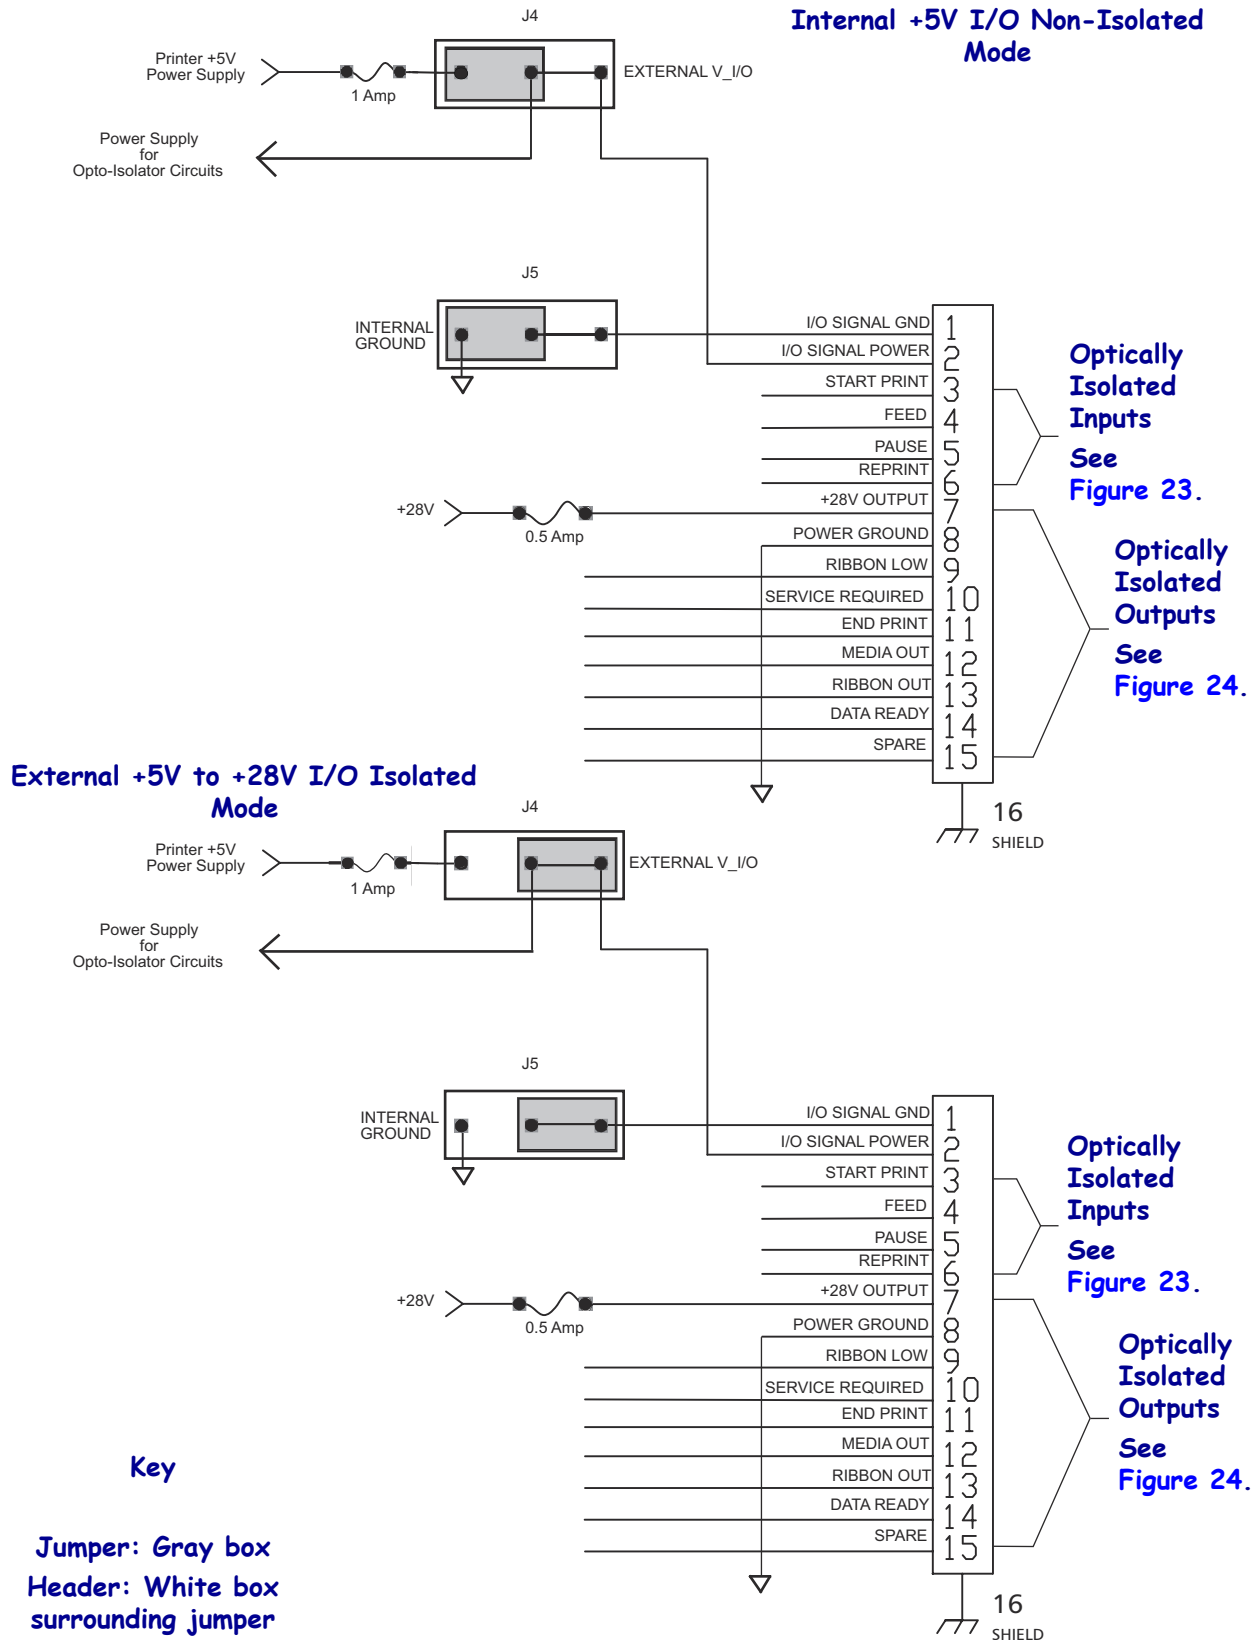 J4
Internal +5V I/O Non-Isolated
Mode
Printer +5V
Power Supply
1 Amp
EXTERNAL V_I/O
Power Supply
for
Opto-Isolator Circuits
J5
INTERNAL
GROUND
I/O SIGNAL GND 1
I/O SIGNAL POWER 2
START PRINT 3
FEED 4
PAUSE 5
REPRINT 6
+28V OUTPUT 7
POWER GROUND 8
RIBBON LOW 9
SERVICE REQUIRED 10
END PRINT 11
MEDIA OUT 12
RIBBON OUT 13
DATA READY 14
SPARE 15
+28V
0.5 Amp
Optically
Isolated
Inputs
See
Figure 23.
Optically
Isolated
Outputs
See
Figure 24.
16
SHIELD
External +5V to +28V I/O Isolated
Mode
J4
Printer +5V
Power Supply
1 Amp
EXTERNAL V_I/O
Power Supply
for
Opto-Isolator Circuits
J5
INTERNAL
GROUND
I/O SIGNAL GND 1
I/O SIGNAL POWER 2
START PRINT 3
FEED 4
PAUSE 5
REPRINT 6
+28V OUTPUT 7
POWER GROUND 8
RIBBON LOW 9
SERVICE REQUIRED 10
END PRINT 11
MEDIA OUT 12
RIBBON OUT 13
DATA READY 14
SPARE 15
+28V
0.5 Amp
Optically
Isolated
Inputs
See
Figure 23.
Optically
Isolated
Outputs
See
Figure 24.
16
SHIELD
Key
Jumper: Gray box
Header: White box
surrounding jumper